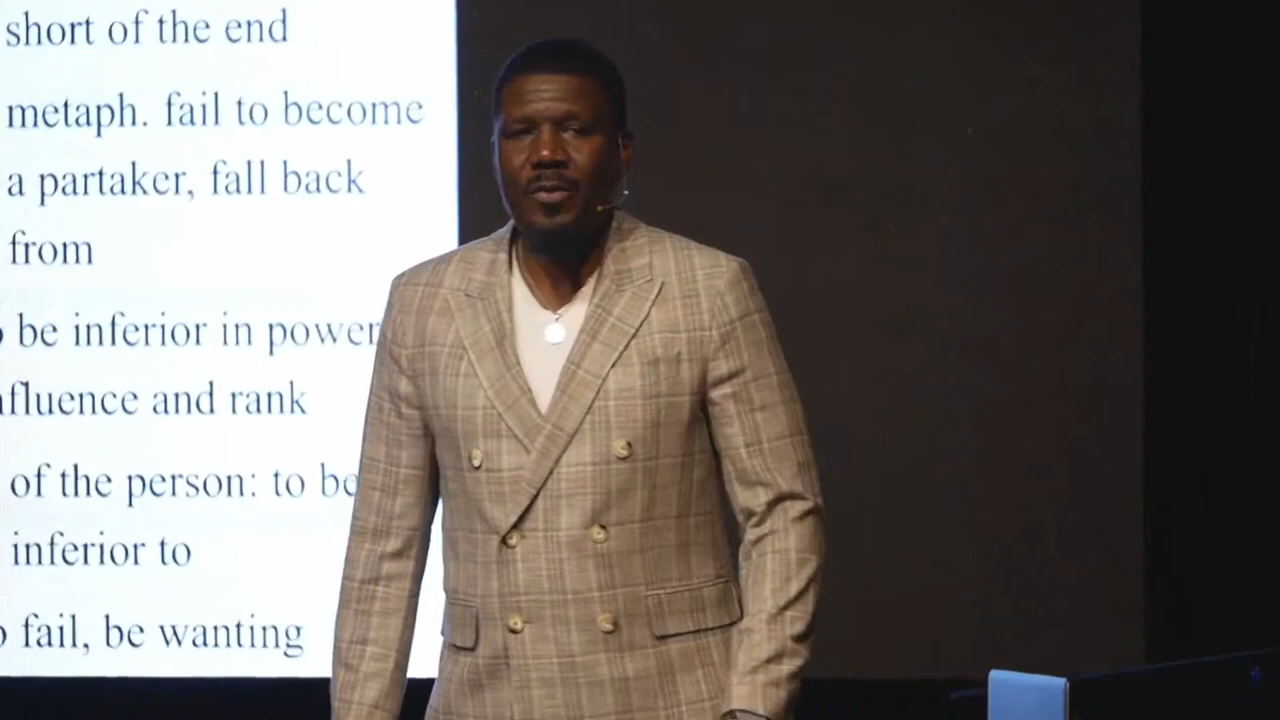 short of the end
metaph. fail to become
a partaker, fall back
from
be inferior in power
and rank
of the person: to be
inferior to
fail, be wanting